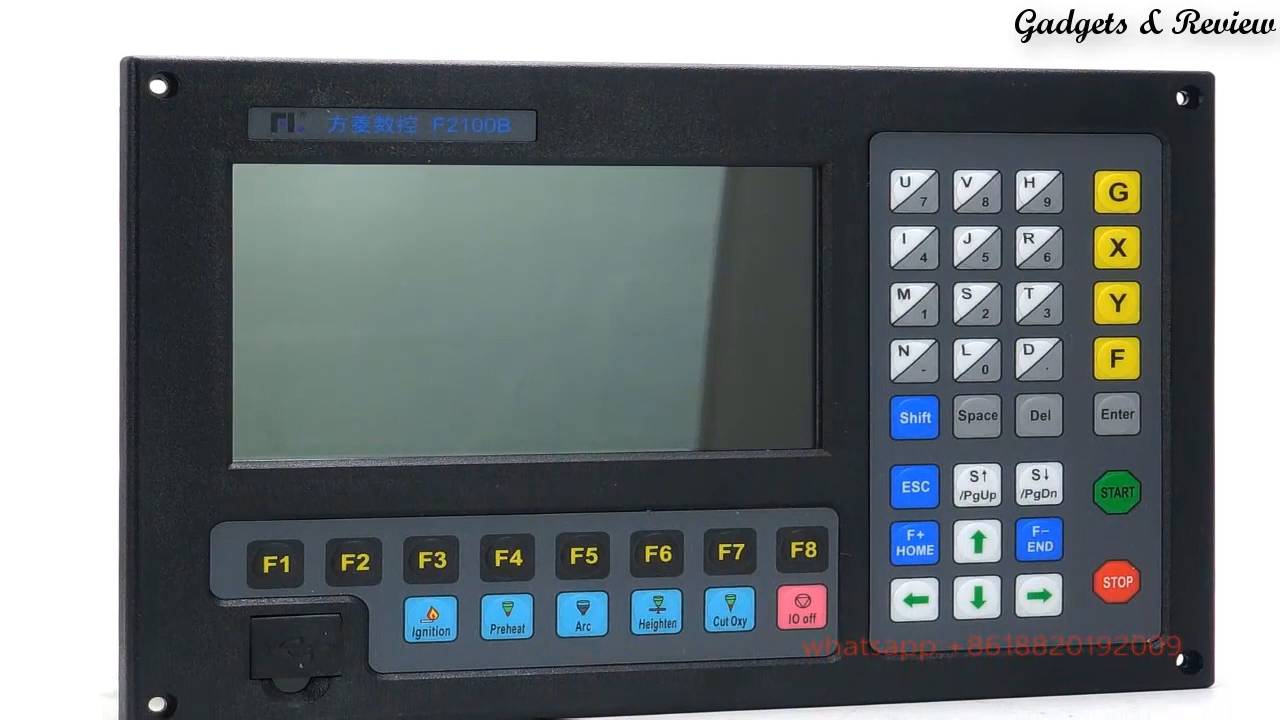 Gadgets & Review
方菱数控 F2100B
U 7 V 8 H 9 G
I 4 J 5 R 6 X
M 1 S 2 T 3 Y
N - L 0 D . F
Shift Space Del Enter
ESC S↑ /PgUp S↓ /PgDn START
F+ HOME ↑ F- END
← ↓ → STOP
F1 F2 F3 F4 F5 F6 F7 F8
Ignition Preheat Arc Heighten Cut Oxy IO off
whatsapp +8618820192009